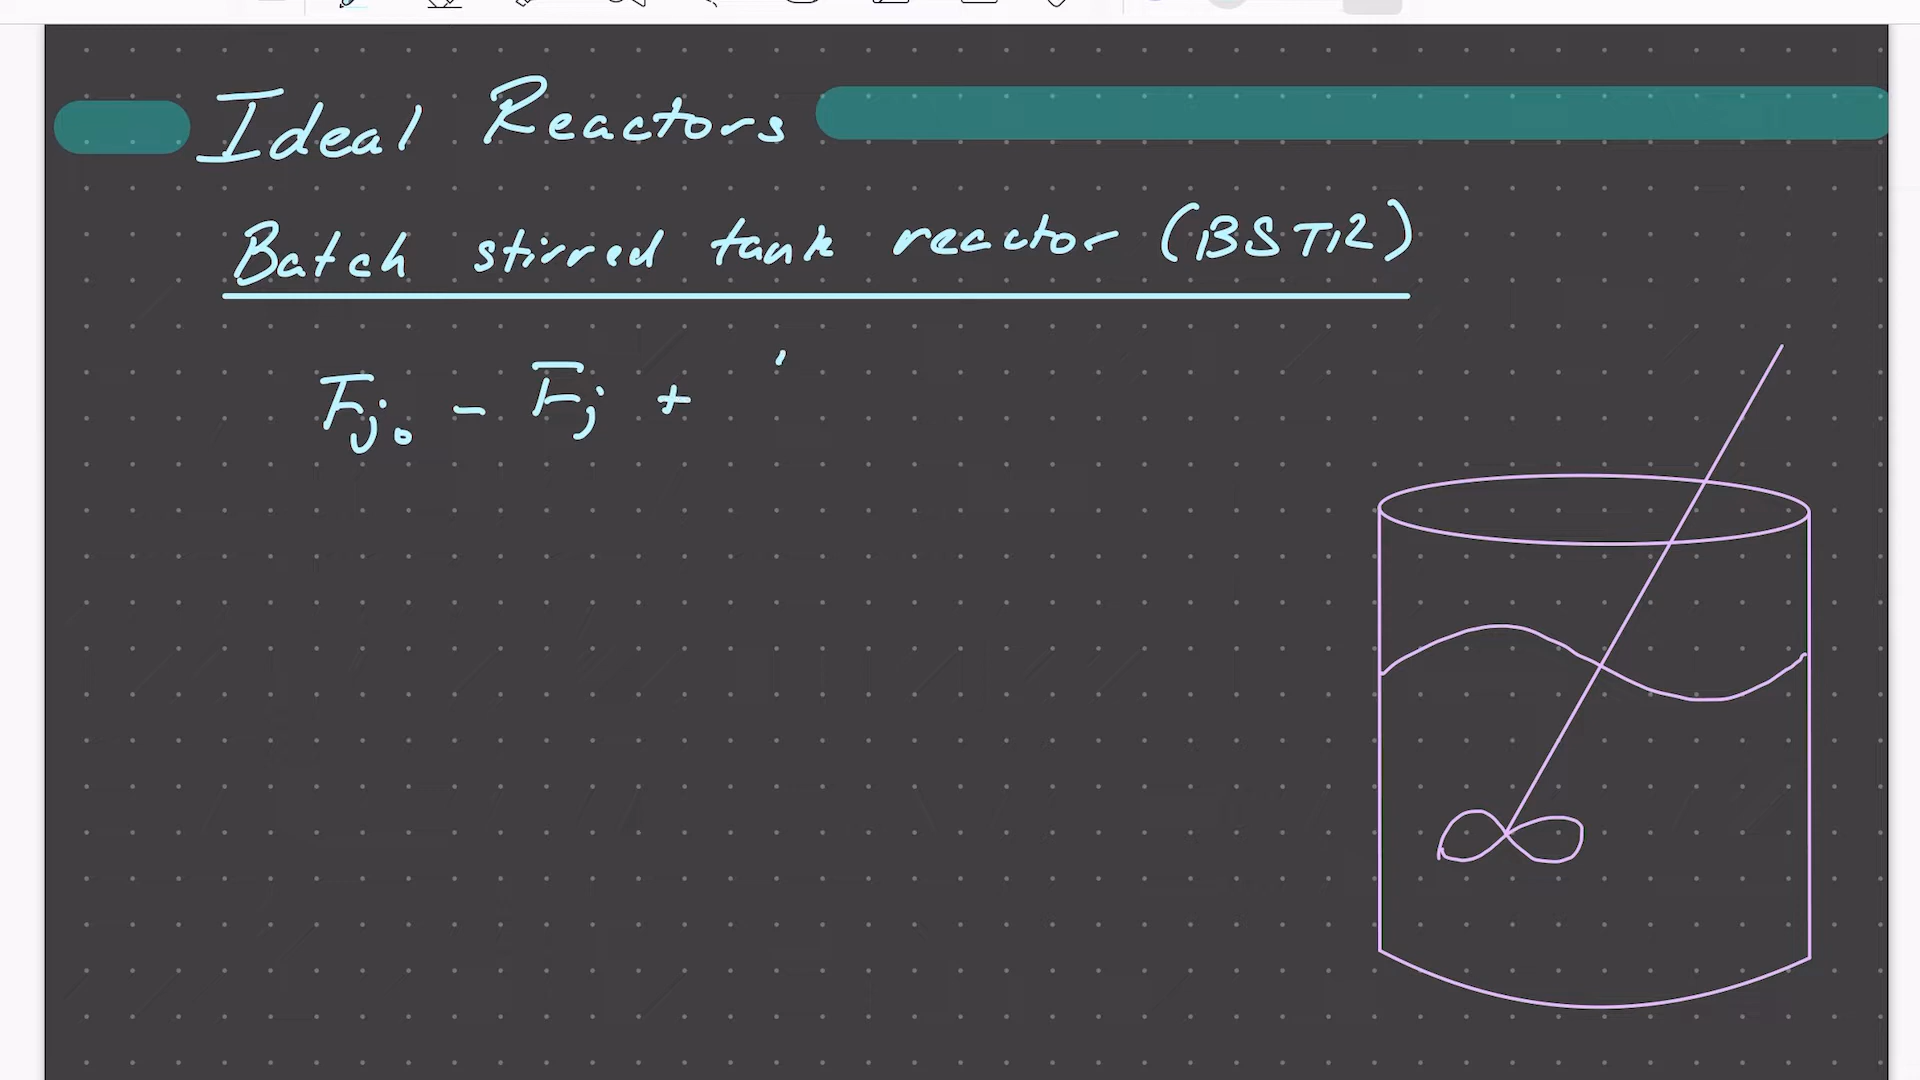 Ideal Reactors
Batch stirred tank reactor (BSTR)
Fj₀ - Fj +